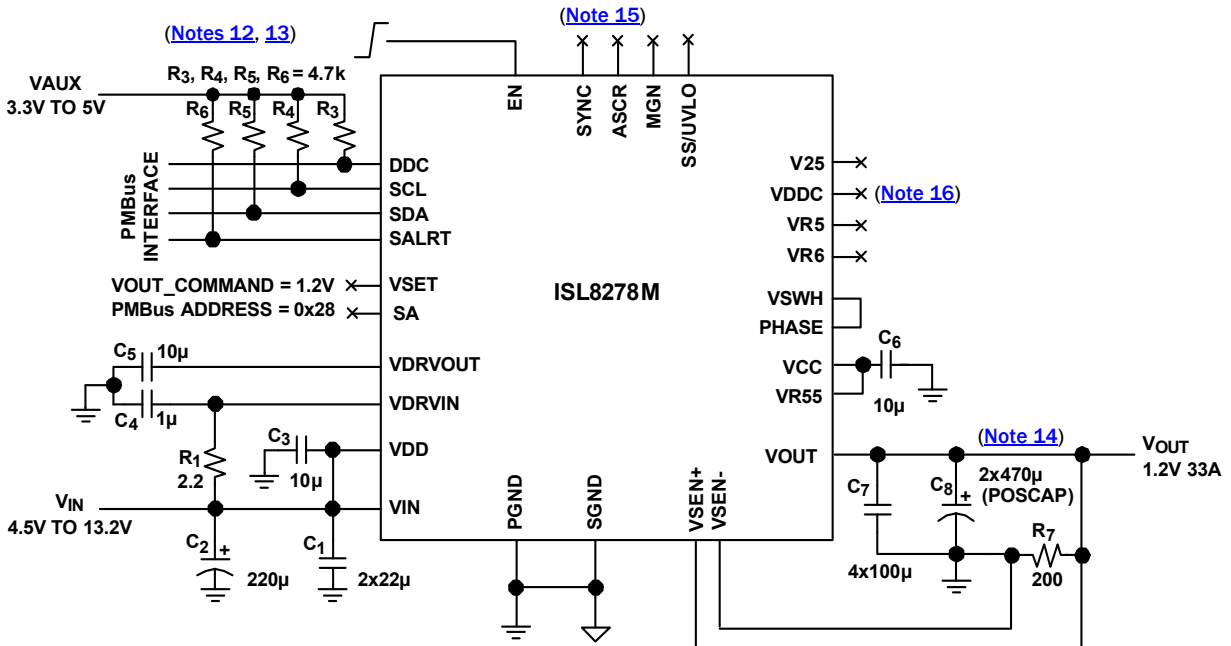 (Note 15)
(Notes 12, 13)
R3, R4, R5, R6 = 4.7k
VAUX
3.3V TO 5V
R6
R5
R4
R3
EN
SYNC
ASCR
MGN
SS/UVLO
PMBus
INTERFACE
DDC
SCL
SDA
SALRT
V25
VDDC
(Note 16)
VR5
VR6
VOUT_COMMAND = 1.2V
VSET
PMBus ADDRESS = 0x28
SA
ISL8278M
VSWH
PHASE
C5
10µ
VDRVOUT
C4
1µ
VDRVIN
VCC
VR55
C6
10µ
R1
2.2
C3
10µ
VDD
VOUT
(Note 14)
VOUT
1.2V 33A
VIN
4.5V TO 13.2V
VIN
PGND
SGND
VSEN+
VSEN-
C7
4x100µ
C8
+
2x470µ
(POSCAP)
R7
200
C2
+
220µ
C1
2x22µ